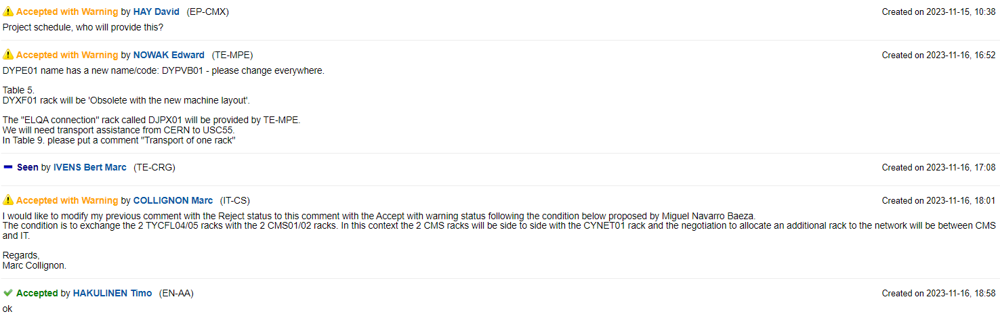 Accepted with Warning by HAY David (EP-CMX) Created on 2023-11-15, 10:38
Project schedule, who will provide this?
Accepted with Warning by NOWAK Edward (TE-MPE) Created on 2023-11-16, 16:52
DYPE01 name has a new name/code: DYPVB01 - please change everywhere.
Table 5.
DYXF01 rack will be 'Obsolete with the new machine layout'.
The "ELQA connection" rack called DJPX01 will be provided by TE-MPE.
We will need transport assistance from CERN to USC55.
In Table 9. please put a comment "Transport of one rack"
Seen by IVENS Bert Marc (TE-CRG) Created on 2023-11-16, 17:08
Accepted with Warning by COLLIGNON Marc (IT-CS) Created on 2023-11-16, 18:01
I would like to modify my previous comment with the Reject status to this comment with the Accept with warning status following the condition below proposed by Miguel Navarro Baeza.
The condition is to exchange the 2 TYCFL04/05 racks with the 2 CMS01/02 racks. In this context the 2 CMS racks will be side to side with the CYNET01 rack and the negotiation to allocate an additional rack to the network will be between CMS
and IT.
Regards,
Marc Collignon.
Accepted by HAKULINEN Timo (EN-AA) Created on 2023-11-16, 18:58
ok